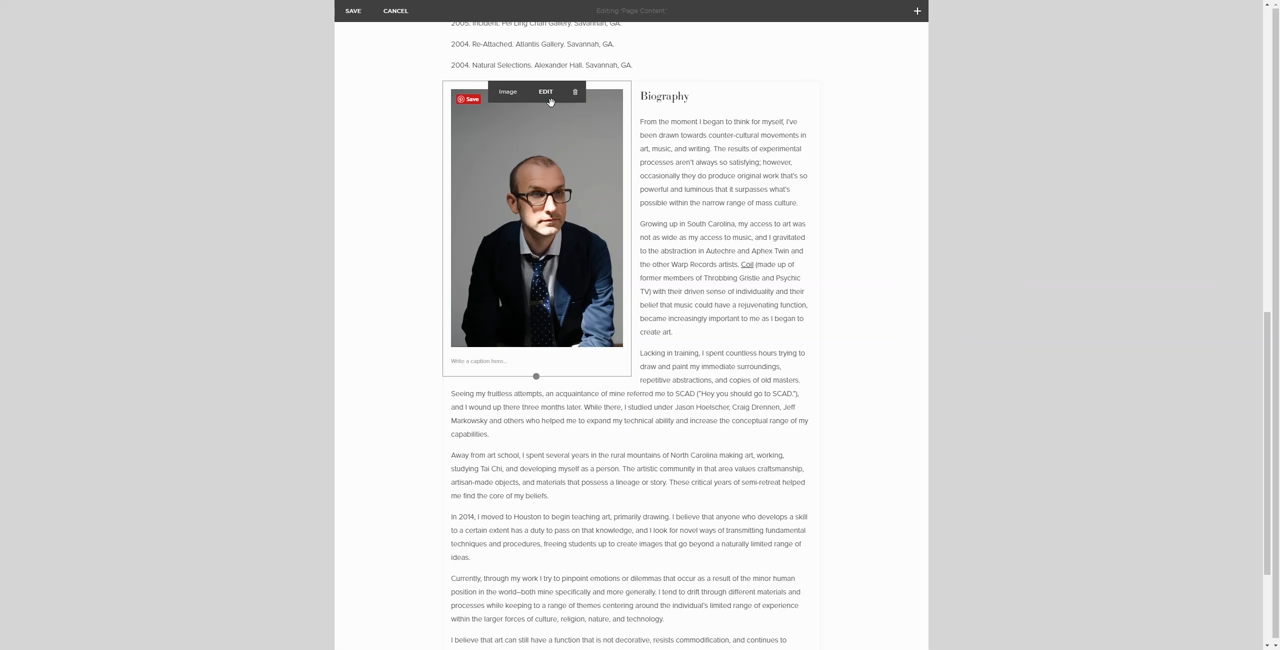 SAVE CANCEL Editing 'Page Content' +
2005. Incident. Pei Ling Chan Gallery. Savannah, GA.
2004. Re-Attached. Atlantis Gallery. Savannah, GA.
2004. Natural Selections. Alexander Hall. Savannah, GA.
Image EDIT
Save
Write a caption here...
Biography
From the moment I began to think for myself, I've
been drawn towards counter-cultural movements in
art, music, and writing. The results of experimental
processes aren't always so satisfying; however,
occasionally they do produce original work that's so
powerful and luminous that it surpasses what's
possible within the narrow range of mass culture.
Growing up in South Carolina, my access to art was
not as wide as my access to music, and I gravitated
to the abstraction in Autechre and Aphex Twin and
the other Warp Records artists. Coil (made up of
former members of Throbbing Gristle and Psychic
TV) with their driven sense of individuality and their
belief that music could have a rejuvenating function,
became increasingly important to me as I began to
create art.
Lacking in training, I spent countless hours trying to
draw and paint my immediate surroundings,
repetitive abstractions, and copies of old masters.
Seeing my fruitless attempts, an acquaintance of mine referred me to SCAD ("Hey you should go to SCAD."),
and I wound up there three months later. While there, I studied under Jason Hoelscher, Craig Drennen, Jeff
Markowsky and others who helped me to expand my technical ability and increase the conceptual range of my
capabilities.
Away from art school, I spent several years in the rural mountains of North Carolina making art, working,
studying Tai Chi, and developing myself as a person. The artistic community in that area values craftsmanship,
artisan-made objects, and materials that possess a lineage or story. These critical years of semi-retreat helped
me find the core of my beliefs.
In 2014, I moved to Houston to begin teaching art, primarily drawing. I believe that anyone who develops a skill
to a certain extent has a duty to pass on that knowledge, and I look for novel ways of transmitting fundamental
techniques and procedures, freeing students up to create images that go beyond a naturally limited range of
ideas.
Currently, through my work I try to pinpoint emotions or dilemmas that occur as a result of the minor human
position in the world–both mine specifically and more generally. I tend to drift through different materials and
processes while keeping to a range of themes centering around the individual's limited range of experience
within the larger forces of culture, religion, nature, and technology.
I believe that art can still have a function that is not decorative, resists commodification, and continues to